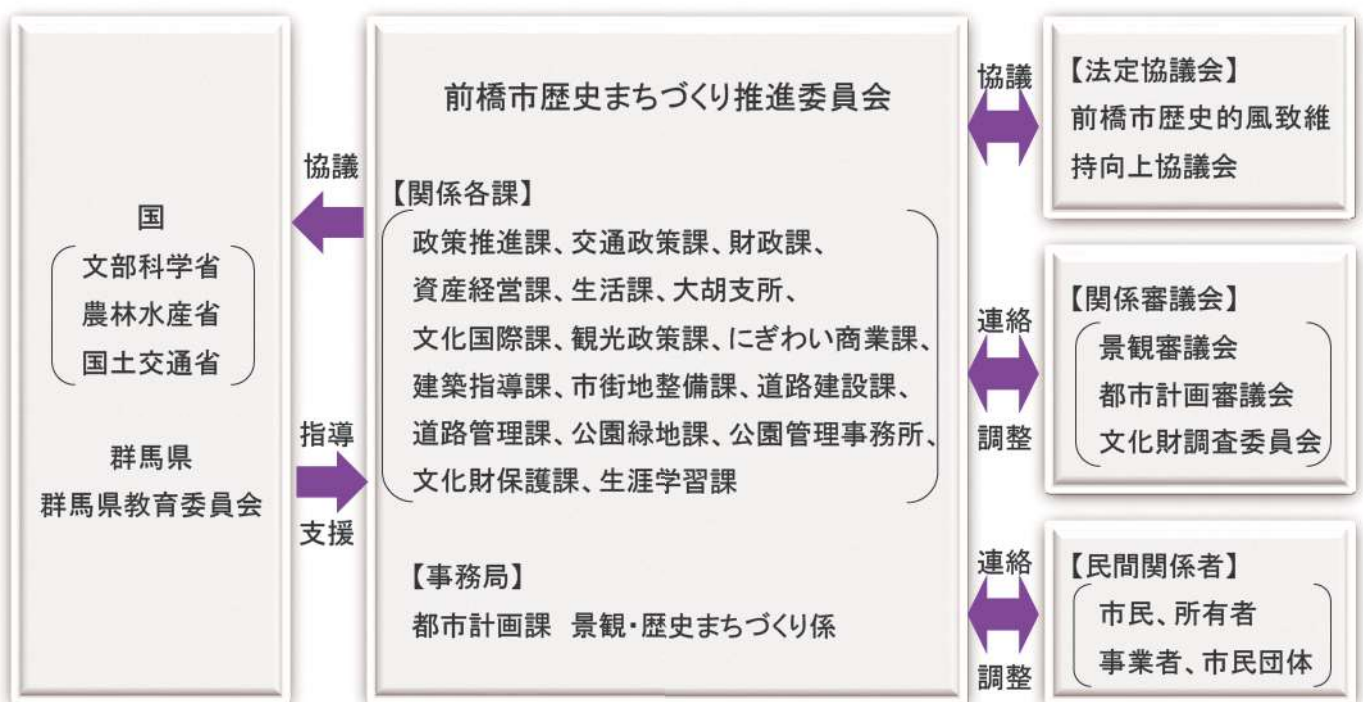 国
文部科学省
農林水産省
国土交通省
群馬県
群馬県教育委員会
協議
指導
支援
前橋市歴史まちづくり推進委員会
【関係各課】
政策推進課、交通政策課、財政課、
資産経営課、生活課、大胡支所、
文化国際課、観光政策課、にぎわい商業課、
建築指導課、市街地整備課、道路建設課、
道路管理課、公園緑地課、公園管理事務所、
文化財保護課、生涯学習課
【事務局】
都市計画課 景観・歴史まちづくり係
協議
【法定協議会】
前橋市歴史的風致維
持向上協議会
連絡
調整
【関係審議会】
景観審議会
都市計画審議会
文化財調査委員会
連絡
調整
【民間関係者】
市民、所有者
事業者、市民団体